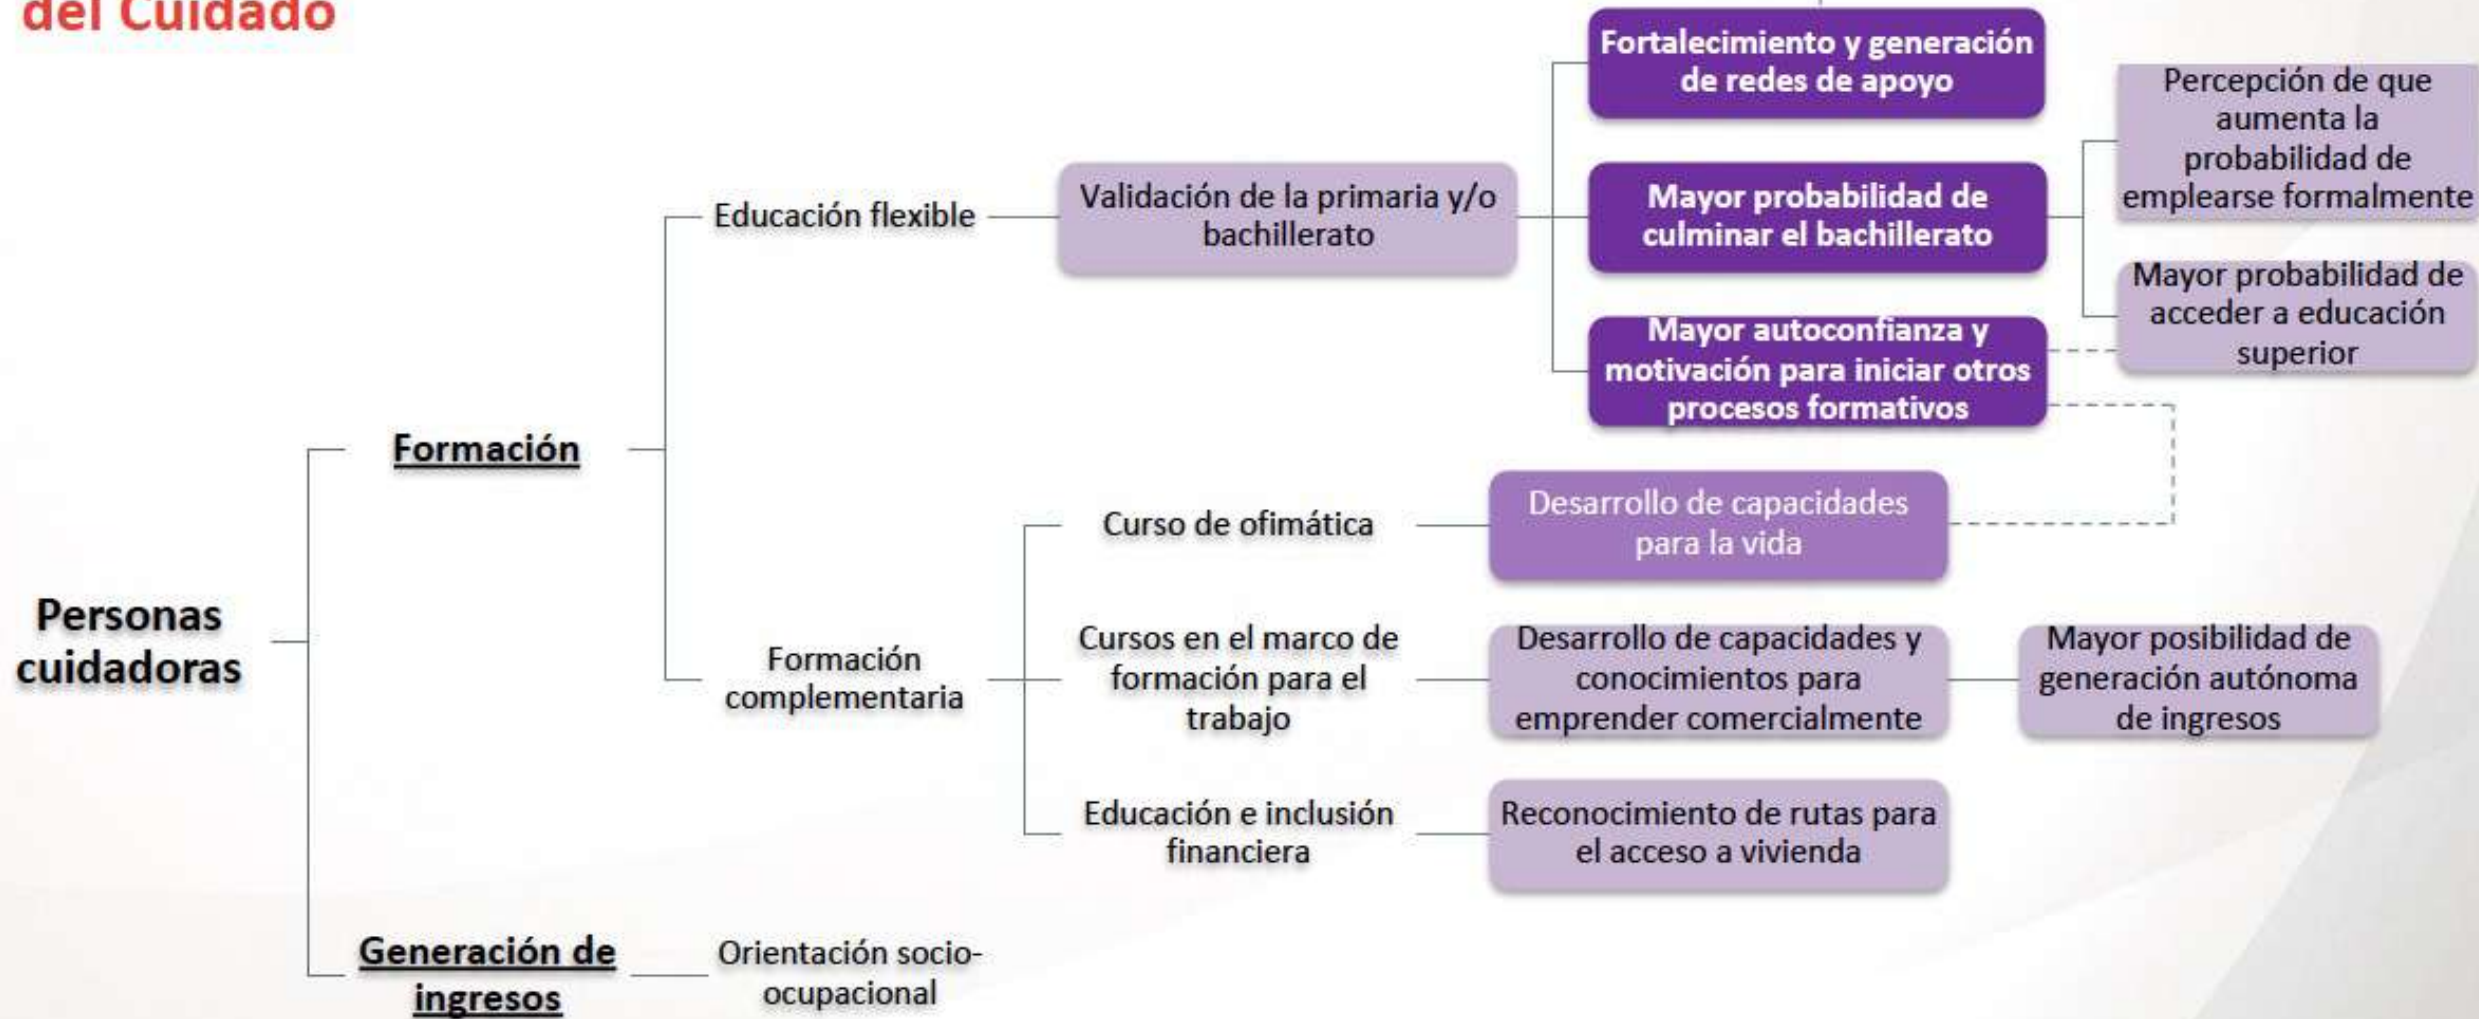 del Cuidado
Fortalecimiento y generación
de redes de apoyo
Percepción de que
aumenta la
probabilidad de
emplearse formalmente
Educación flexible
Validación de la primaria y/o
bachillerato
Mayor probabilidad de
culminar el bachillerato
Mayor probabilidad de
acceder a educación
superior
Mayor autoconfianza y
motivación para iniciar otros
procesos formativos
Formación
Curso de ofimática
Desarrollo de capacidades
para la vida
Personas
cuidadoras
Formación
complementaria
Cursos en el marco de
formación para el
trabajo
Desarrollo de capacidades y
conocimientos para
emprender comercialmente
Mayor posibilidad de
generación autónoma
de ingresos
Educación e inclusión
financiera
Reconocimiento de rutas para
el acceso a vivienda
Generación de
ingresos
Orientación socio-
ocupacional